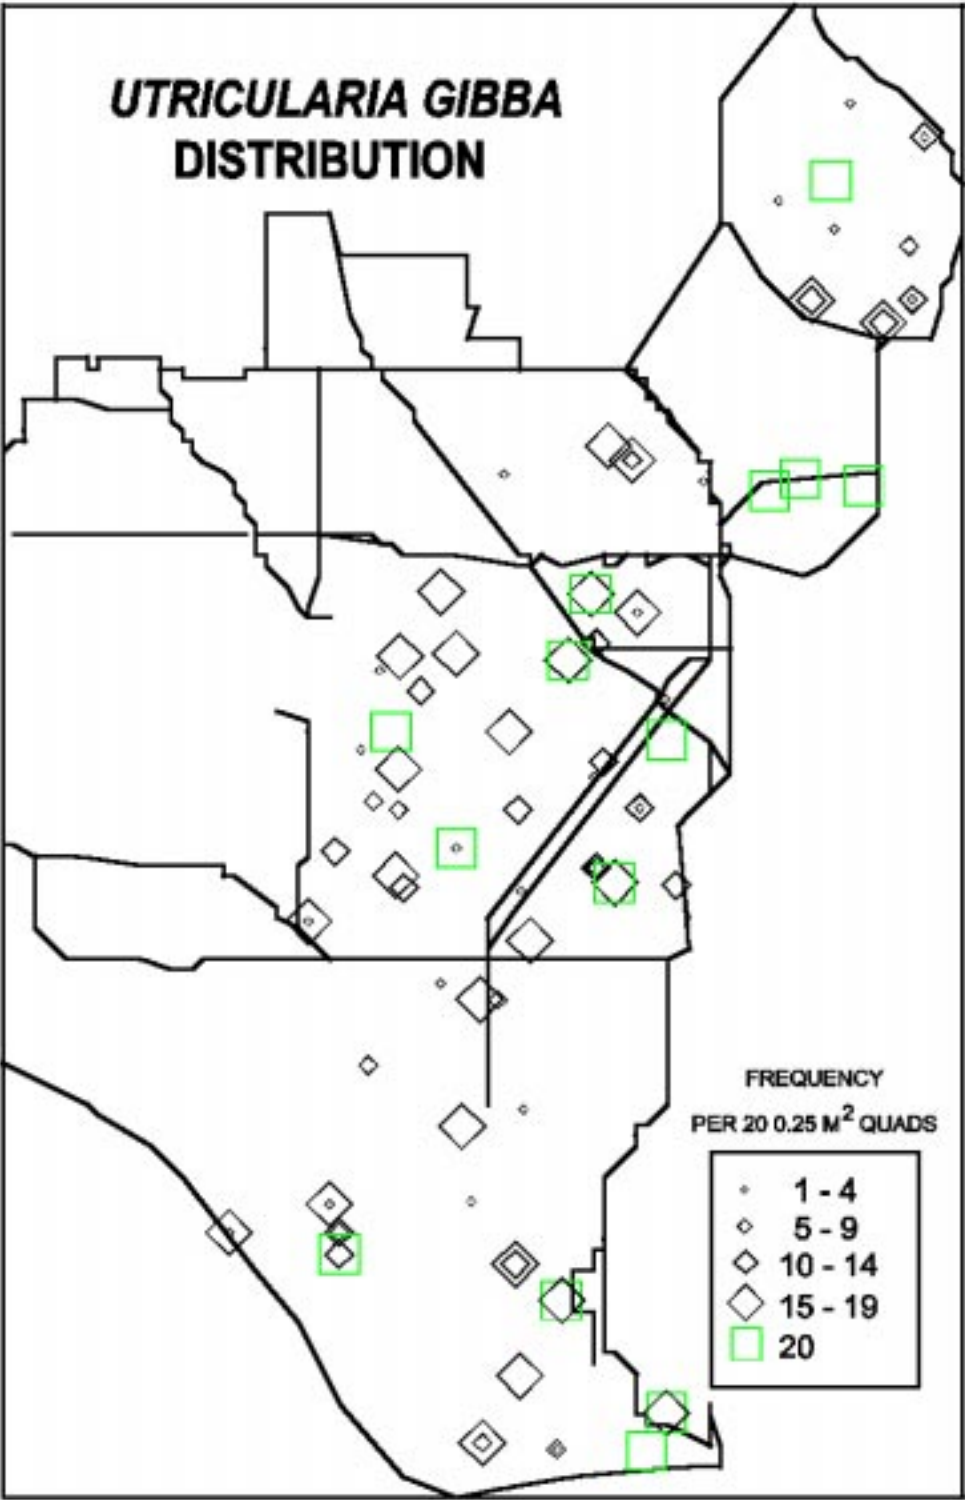 UTRICULARIA GIBBA
DISTRIBUTION
FREQUENCY
PER 20 0.25 M² QUADS
1 - 4
5 - 9
10 - 14
15 - 19
20